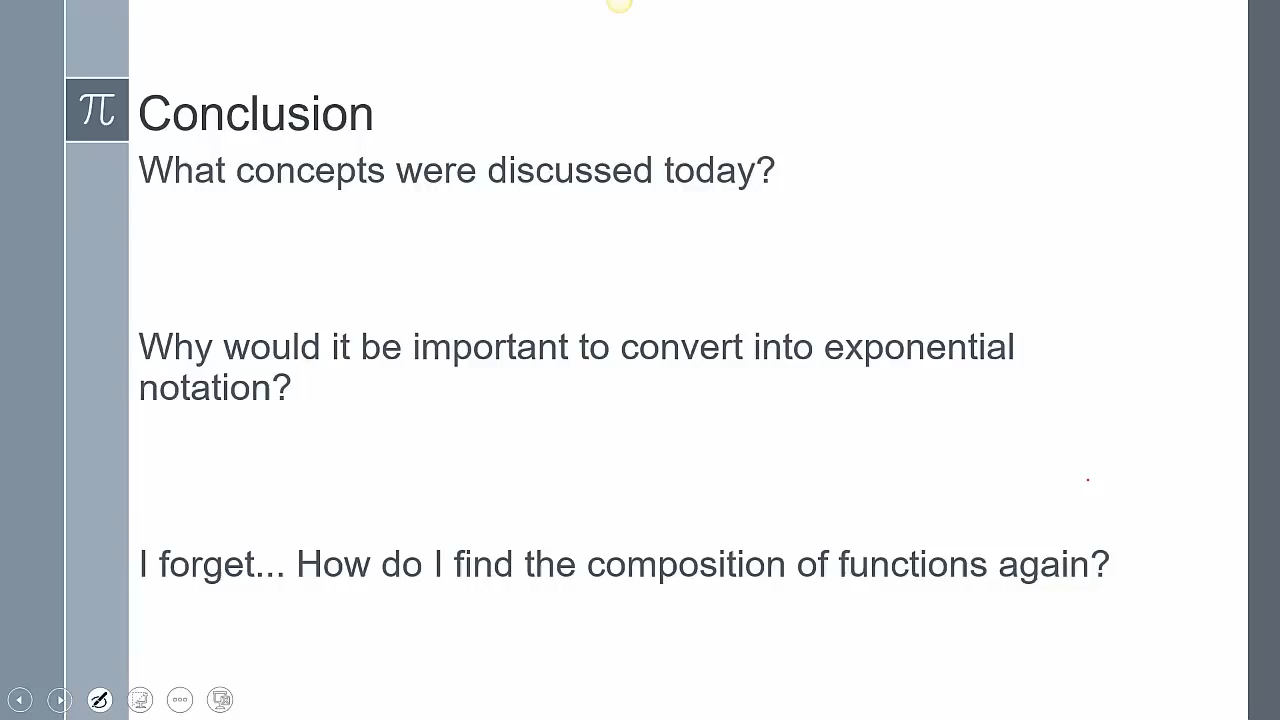 π
Conclusion
What concepts were discussed today?
Why would it be important to convert into exponential
notation?
I forget... How do I find the composition of functions again?